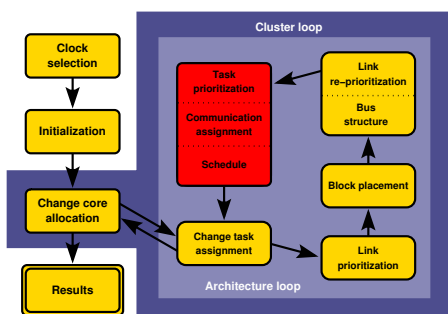 Cluster loop
Clock
selection
Initialization
Change core
allocation
Results
Task
prioritization
Communication
assignment
Schedule
Change task
assignment
Link
re-prioritization
Bus
structure
Block placement
Link
prioritization
Architecture loop